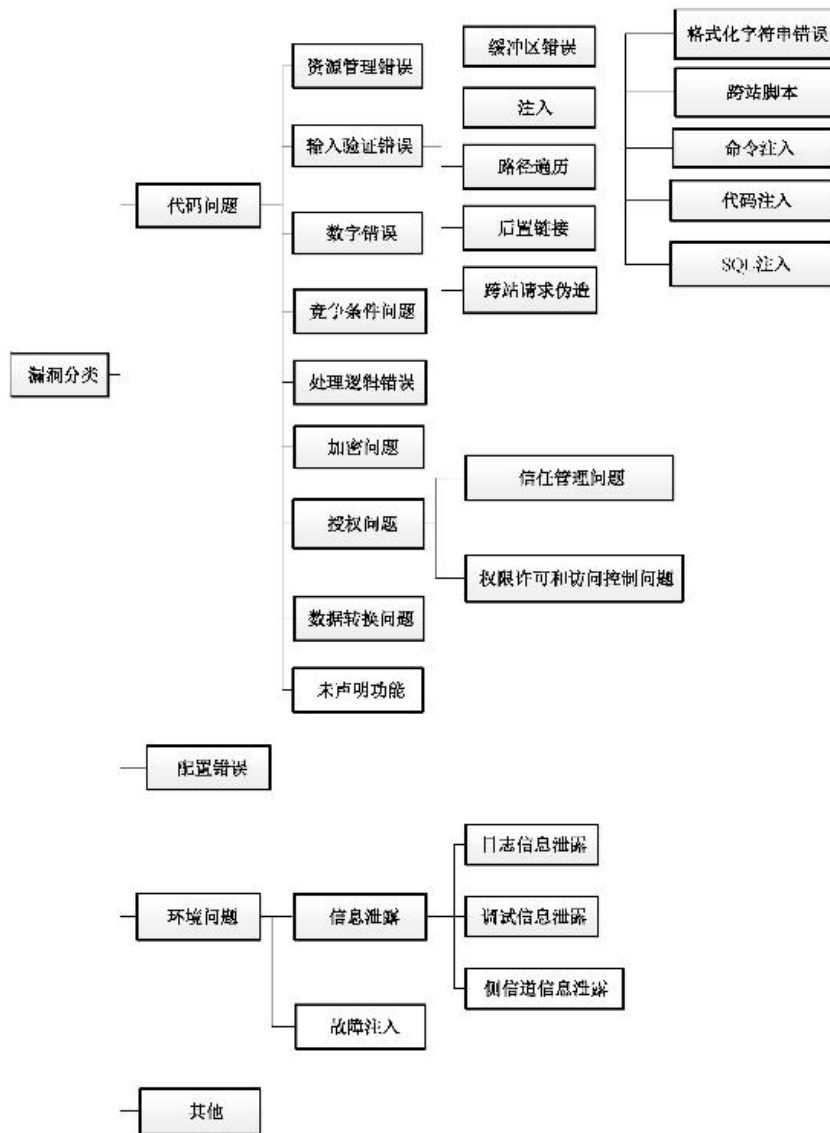 漏洞分类
代码问题
资源管理错误
输入验证错误
缓冲区错误
注入
格式化字符串错误
跨站脚本
命令注入
代码注入
SQL注入
路径遍历
后置链接
跨站请求伪造
数字错误
竞争条件问题
处理逻辑错误
加密问题
授权问题
信任管理问题
权限许可和访问控制问题
数据转换问题
未声明功能
配置错误
环境问题
信息泄露
日志信息泄露
调试信息泄露
侧信道信息泄露
故障注入
其他